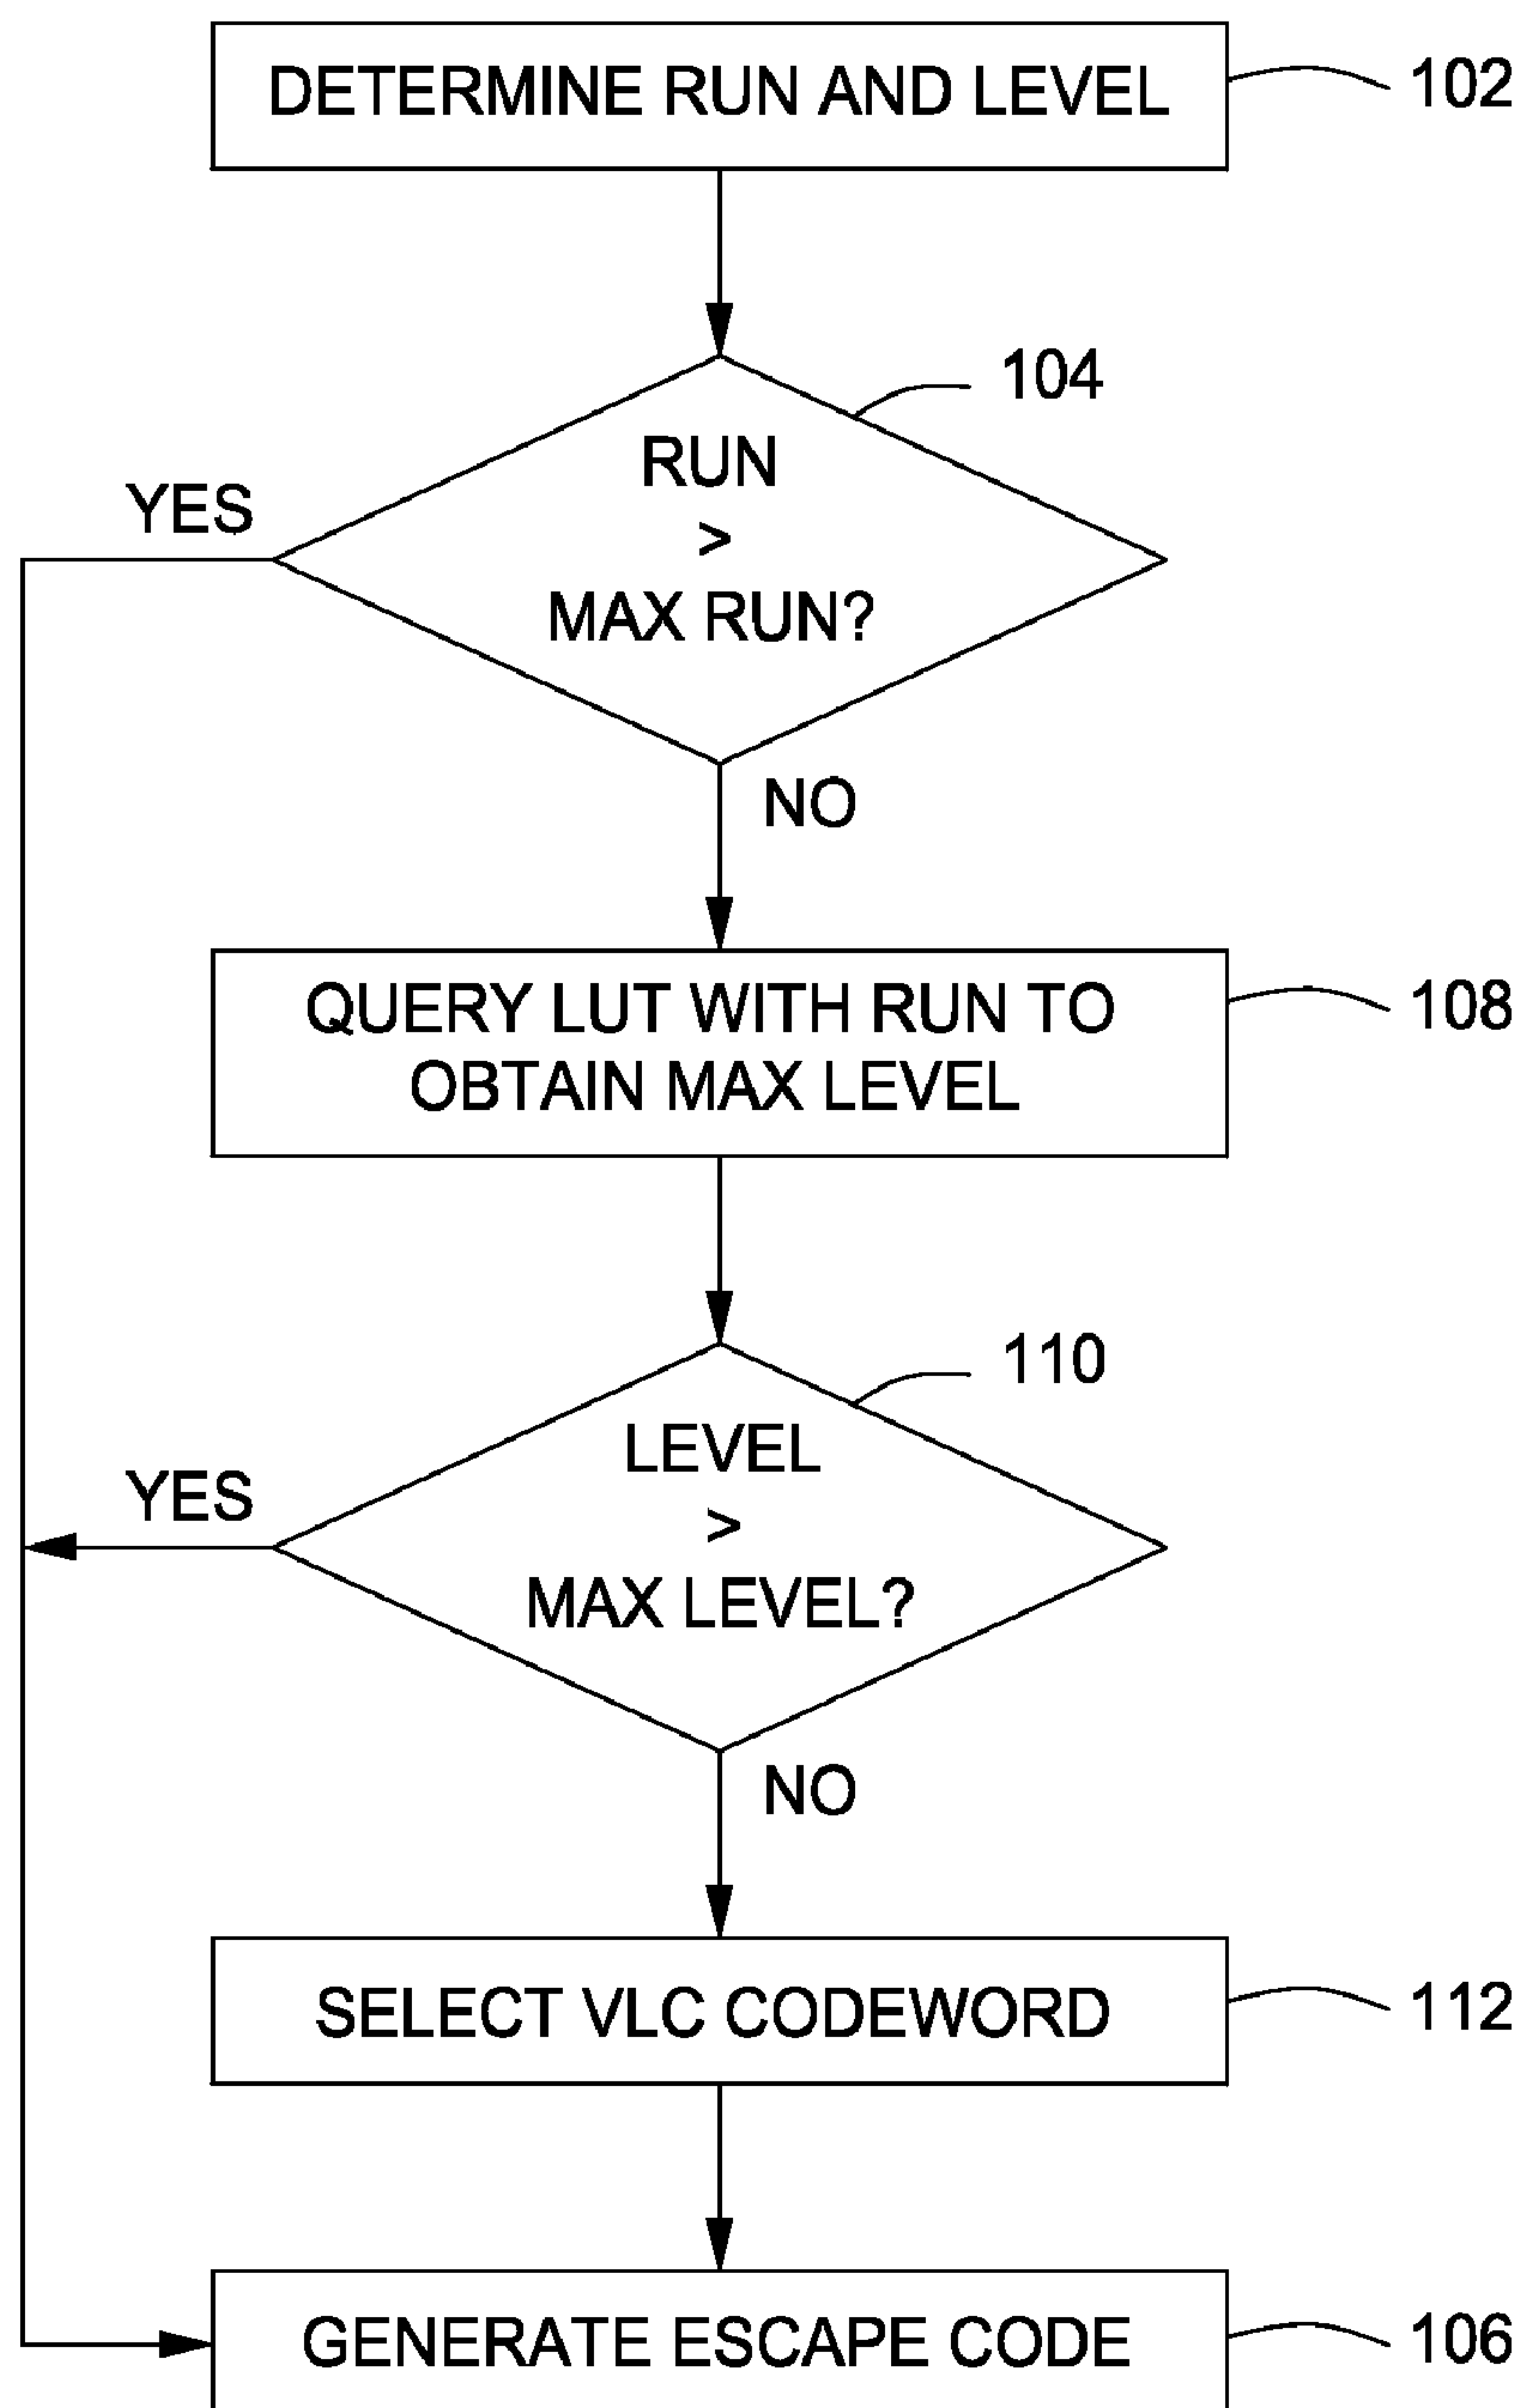 DETERMINE RUN AND LEVEL
102
104
RUN
>
MAX RUN?
YES
NO
QUERY LUT WITH RUN TO
OBTAIN MAX LEVEL
108
110
LEVEL
>
MAX LEVEL?
YES
NO
SELECT VLC CODEWORD
112
GENERATE ESCAPE CODE
106